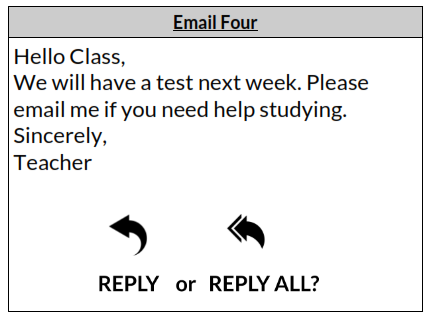 Email Four
Hello Class,
We will have a test next week. Please
email me if you need help studying.
Sincerely,
Teacher
REPLY or REPLY ALL?